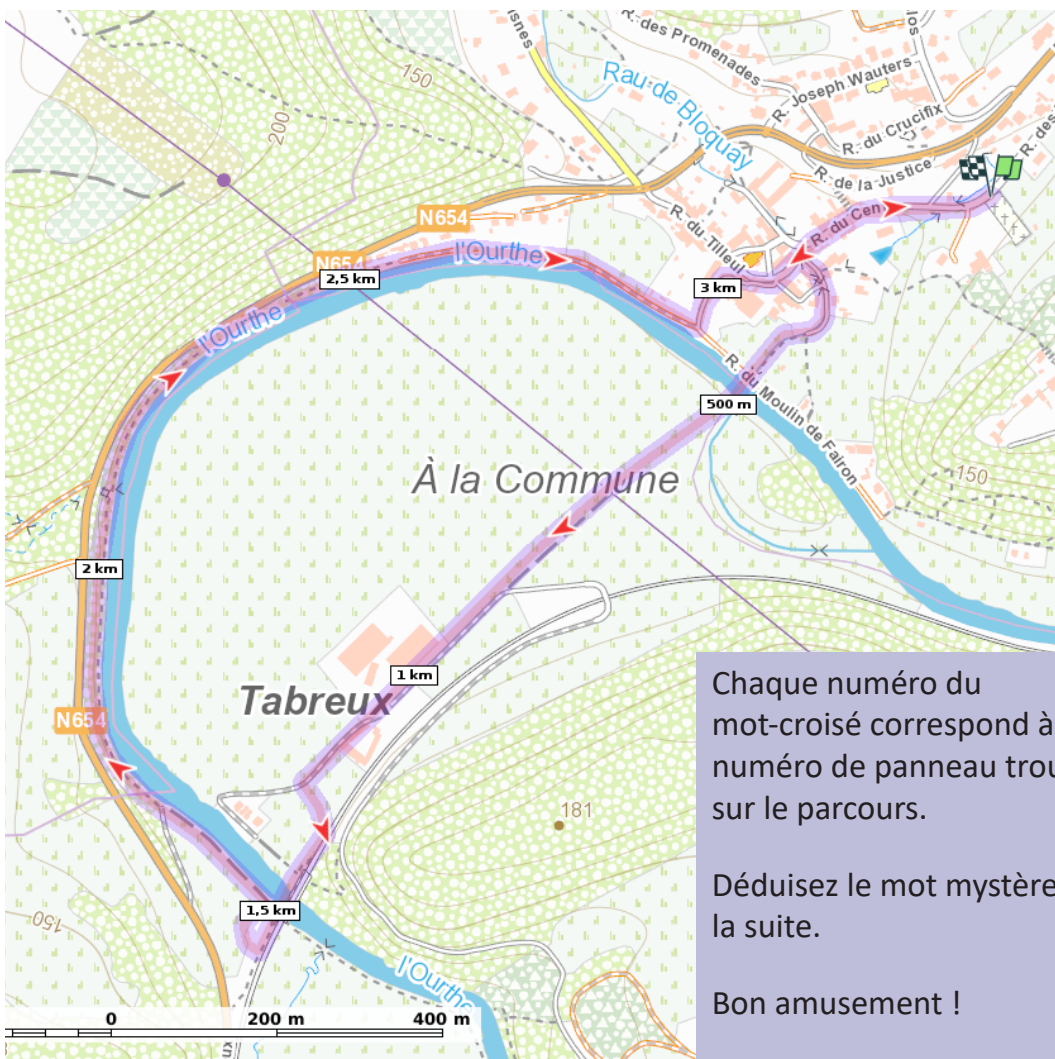 R. des Promenades
R. Joseph Wauters
R. du Crucifix
R. de la Justice
R. des
Rau de Bloquay
R. du Cen
R. du Tilleul
150
200
N654
N654
l'Ourthe
2,5 km
3 km
l'Ourthe
500 m
R. du Moulin de Fairon
À la Commune
150
2 km
1 km
Tabreux
N654
181
150
1,5 km
l'Ourthe
0 200 m 400 m
Chaque numéro du
mot-croisé correspond à
numéro de panneau trou
sur le parcours.
Déduisez le mot mystère
la suite.
Bon amusement !